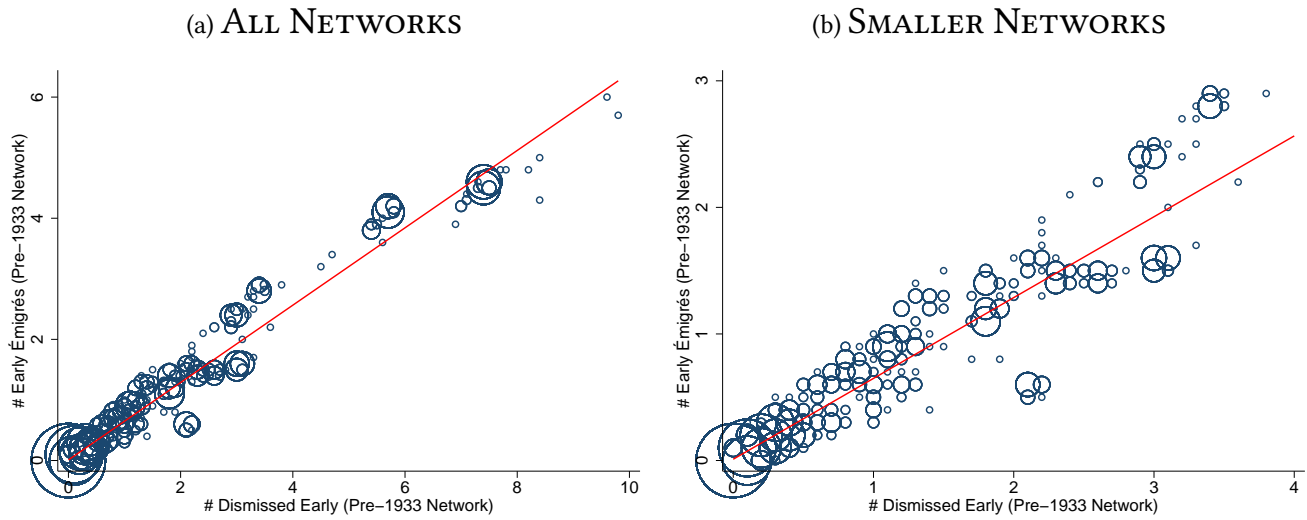 (a) ALL NETWORKS
# Early Émigrés (Pre−1933 Network)
6
4
2
0
0 2 4 6 8 10
# Dismissed Early (Pre−1933 Network)
(b) SMALLER NETWORKS
# Early Émigrés (Pre−1933 Network)
3
2
1
0
0 1 2 3 4
# Dismissed Early (Pre−1933 Network)